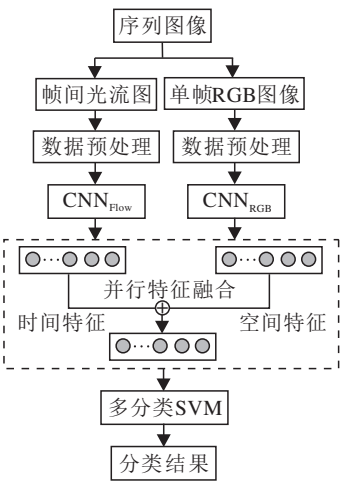 序列图像
帧间光流图 单帧RGB图像
数据预处理 数据预处理
CNN_Flow CNN_RGB
并行特征融合
时间特征 空间特征
多分类SVM
分类结果